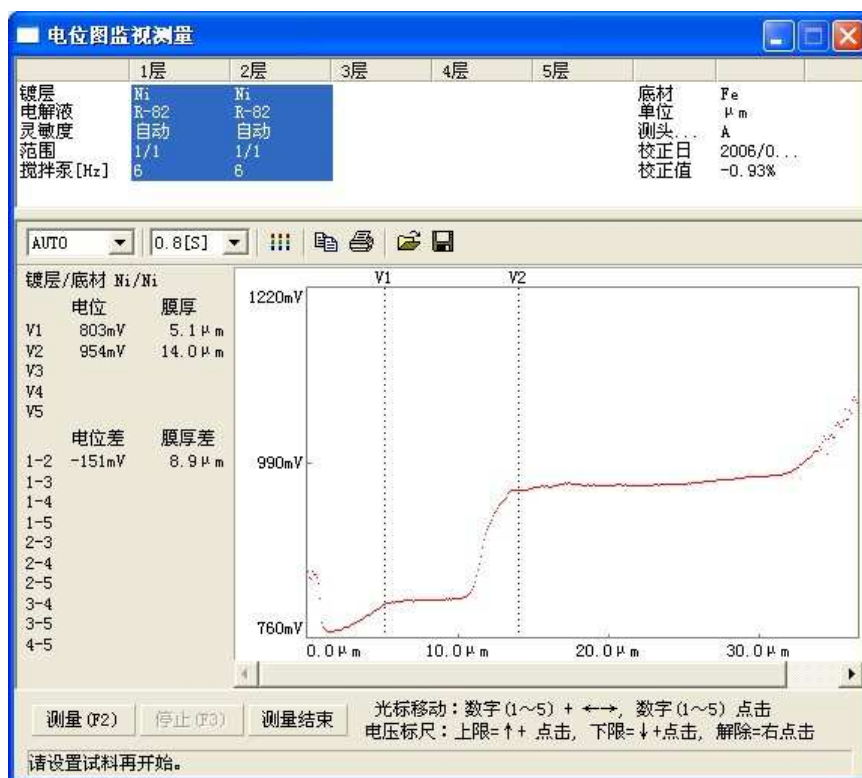 电位图监视测量
1层 2层 3层 4层 5层
镀层 Ni Ni 底材 Fe
电解液 R-82 R-82 单位 μm
灵敏度 自动 自动 测头... A
范围 1/1 1/1 校正日 2006/0...
搅拌泵[Hz] 6 6 校正值 -0.93%
AUTO 0.8[S]
镀层/底材 Ni/Ni
电位 膜厚
V1 803mV 5.1μm
V2 954mV 14.0μm
V3
V4
V5
电位差 膜厚差
1-2 -151mV 8.9μm
1-3
1-4
1-5
2-3
2-4
2-5
3-4
3-5
4-5
V1 V2
1220mV
990mV
760mV
0.0μm 10.0μm 20.0μm 30.0μm
测量(F2) 停止(F3) 测量结束
光标移动：数字(1～5) + ←→, 数字(1～5) 点击
电压标尺：上限=↑+ 点击, 下限=↓+点击, 解除=右点击
请设置试料再开始。